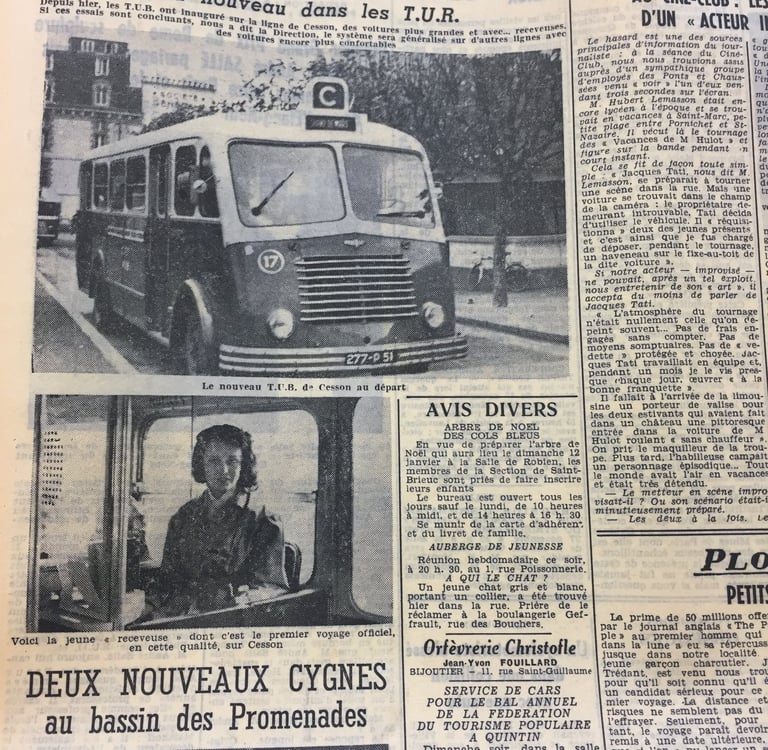 nouveau dans les T.U.R.
Depuis hier, les T.U.B. ont inauguré sur la ligne de Cesson, des voitures plus grandes et avec... receveuses.
Si ces essais sont concluants, nous a dit la Direction, le système sera généralisé sur d'autres lignes avec
des voitures encore plus confortables
C
17
277-P 51
Le nouveau T.U.B. de Cesson au départ
Voici la jeune « receveuse » dont c'est le premier voyage officiel,
en cette qualité, sur Cesson
DEUX NOUVEAUX CYGNES
au bassin des Promenades
AVIS DIVERS
ARBRE DE NOEL
DES COLS BLEUS
En vue de préparer l'arbre de
Noël qui aura lieu le dimanche 12
janvier à la Salle de Robien, les
membres de la Section de Saint-
Brieuc sont priés de faire inscrire
leurs enfants
Le bureau est ouvert tous les
jours sauf le lundi, de 10 heures
à midi, et de 14 heures à 16 h. 30
Se munir de la carte d'adhérent
et du livret de famille.
AUBERGE DE JEUNESSE
Réunion hebdomadaire ce soir,
à 20 h. 30, au 1, rue Poissonnerie.
A QUI LE CHAT ?
Un jeune chat gris et blanc,
portant un collier, a été trouvé
hier dans la rue. Prière de le
réclamer à la boulangerie Gef-
frault, rue des Bouchers.
Orfèvrerie Christofle
Jean-Yvon FOUILLARD
BIJOUTIER - 11, rue Saint-Guillaume
SERVICE DE CARS
POUR LE BAL ANNUEL
DE LA FEDERATION
DU TOURISME POPULAIRE
A QUINTIN
Dimanche soir, dans la salle
AU CINE-CLUB : LES
D'UN « ACTEUR
Le hasard est une des sources
principales d'information du jour-
naliste : à la séance du Ciné-
Club, nous nous trouvions assis
auprès d'un sympathique groupe
d'employés des Ponts et Chaus-
sées venu « voir » l'un d'eux pen-
dant trois secondes sur l'écran.
M. Hubert Lemasson était en-
core lycéen à l'époque et se trou-
vait en vacances à Saint-Marc, pe-
tite plage entre Pornichet et St-
Nazaire. Il vécut là le tournage
des « Vacances de M Hulot » et
figure sur la bande pendant un
court instant.
Cela se fit de façon toute sim-
ple : « Jacques Tati, nous dit M.
Lemasson, se préparait à tourner
une scène dans la rue. Mais une
voiture se trouvait dans le champ
de la caméra : le propriétaire de-
meurant introuvable, Tati décida
d'utiliser le véhicule. Il « réquisi-
tionna » deux des jeunes présents
et c'est ainsi que je fus chargé
de déposer, pendant le tournage,
un haveneau sur le fixe-au-toit de
la dite voiture ».
Si notre acteur — improvisé —
ne pouvait, après un tel exploit,
nous entretenir de son « art », il
accepta du moins de parler de
Jacques Tati.
« L'atmosphère du tournage
n'était nullement celle qu'on dé-
peint souvent... Pas de frais en-
gagés sans compter. Pas de
moyens somptuaires. Pas de « ve-
dette » protégée et choyée. Jac-
ques Tati travaillait en équipe et,
pendant un mois je le vis pres-
que chaque jour, œuvrer « à la
bonne franquette ».
Il fallait à l'arrivée de la limou-
sine un porteur de valise pour
les deux estivants qui avaient fait
dans un château une pittoresque
entrée dans la voiture de M
Hulot roulant « sans chauffeur ».
On prit le maquilleur de la trou-
pe. Plus tard, l'habilleuse campait
un personnage épisodique... Tout
le monde avait l'air en vacances
et était très détendu.
— Le metteur en scène impro-
visait-il ? Ou son scénario était-il
minutieusement préparé.
— Les deux à la fois. Le
PLO
PETITS
La prime de 50 millions offe
par le journal anglais « The P
ple » au premier homme qui
dans la lune a eu sa répercuss
jusque dans notre localité.
jeune garçon charcutier. J
Trédant, est venu nous trou
pour qu'il soit connu qu'il
un candidat sérieux pour ce
mier voyage. La distance et
risques ne semblent pas du
l'effrayer. Seulement, pour
tant, le voyage paraît devoir
remis à une date ultérieure.